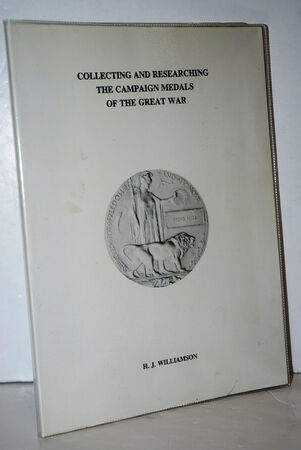 COLLECTING AND RESEARCHING
THE CAMPAIGN MEDALS
OF THE GREAT WAR
H. J. WILLIAMSON